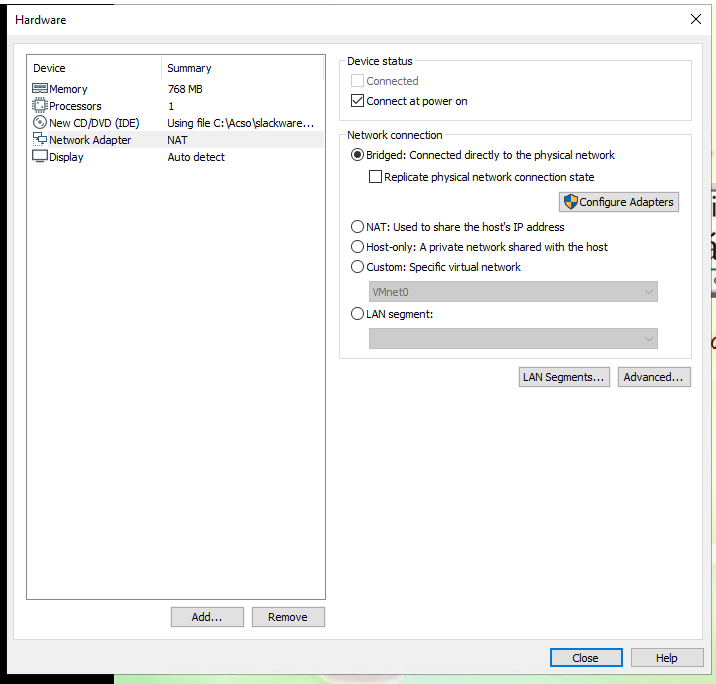 Hardware
Device Summary
Memory 768 MB
Processors 1
New CD/DVD (IDE) Using file C:\Acso\slackware...
Network Adapter NAT
Display Auto detect
Add...
Remove
Device status
Connected
Connect at power on
Network connection
Bridged: Connected directly to the physical network
Replicate physical network connection state
Configure Adapters
NAT: Used to share the host's IP address
Host-only: A private network shared with the host
Custom: Specific virtual network
VMnet0
LAN segment:
LAN Segments...
Advanced...
Close
Help